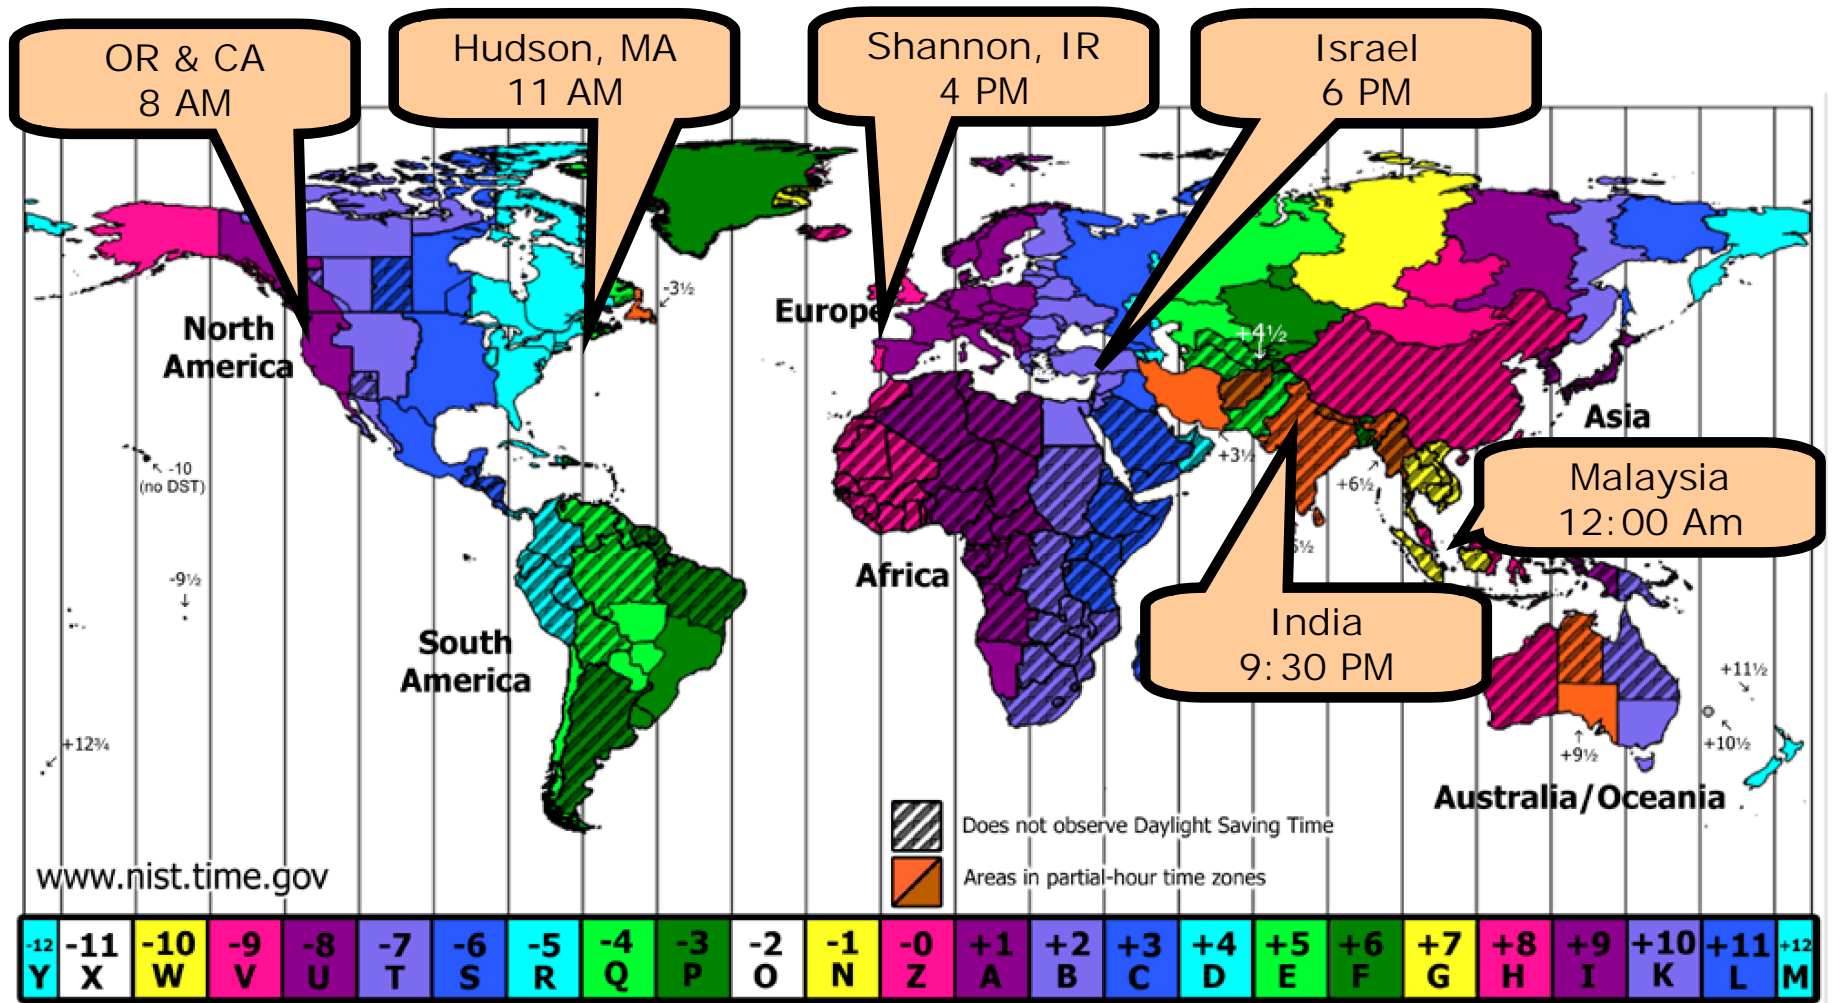 OR & CA
8 AM
Hudson, MA
11 AM
Shannon, IR
4 PM
Israel
6 PM
-3½
North
America
Europe
+4½
Asia
-10
(no DST)
+3½
+6½
Malaysia
12:00 Am
5½
-9½
Africa
India
9:30 PM
South
America
+11½
+12¾
+10½
+9½
Australia/Oceania
Does not observe Daylight Saving Time
www.nist.time.gov
Areas in partial-hour time zones
-12 -11 -10 -9 -8 -7 -6 -5 -4 -3 -2 -1 -0 +1 +2 +3 +4 +5 +6 +7 +8 +9 +10 +11 +12
Y X W V U T S R Q P O N Z A B C D E F G H I K L M